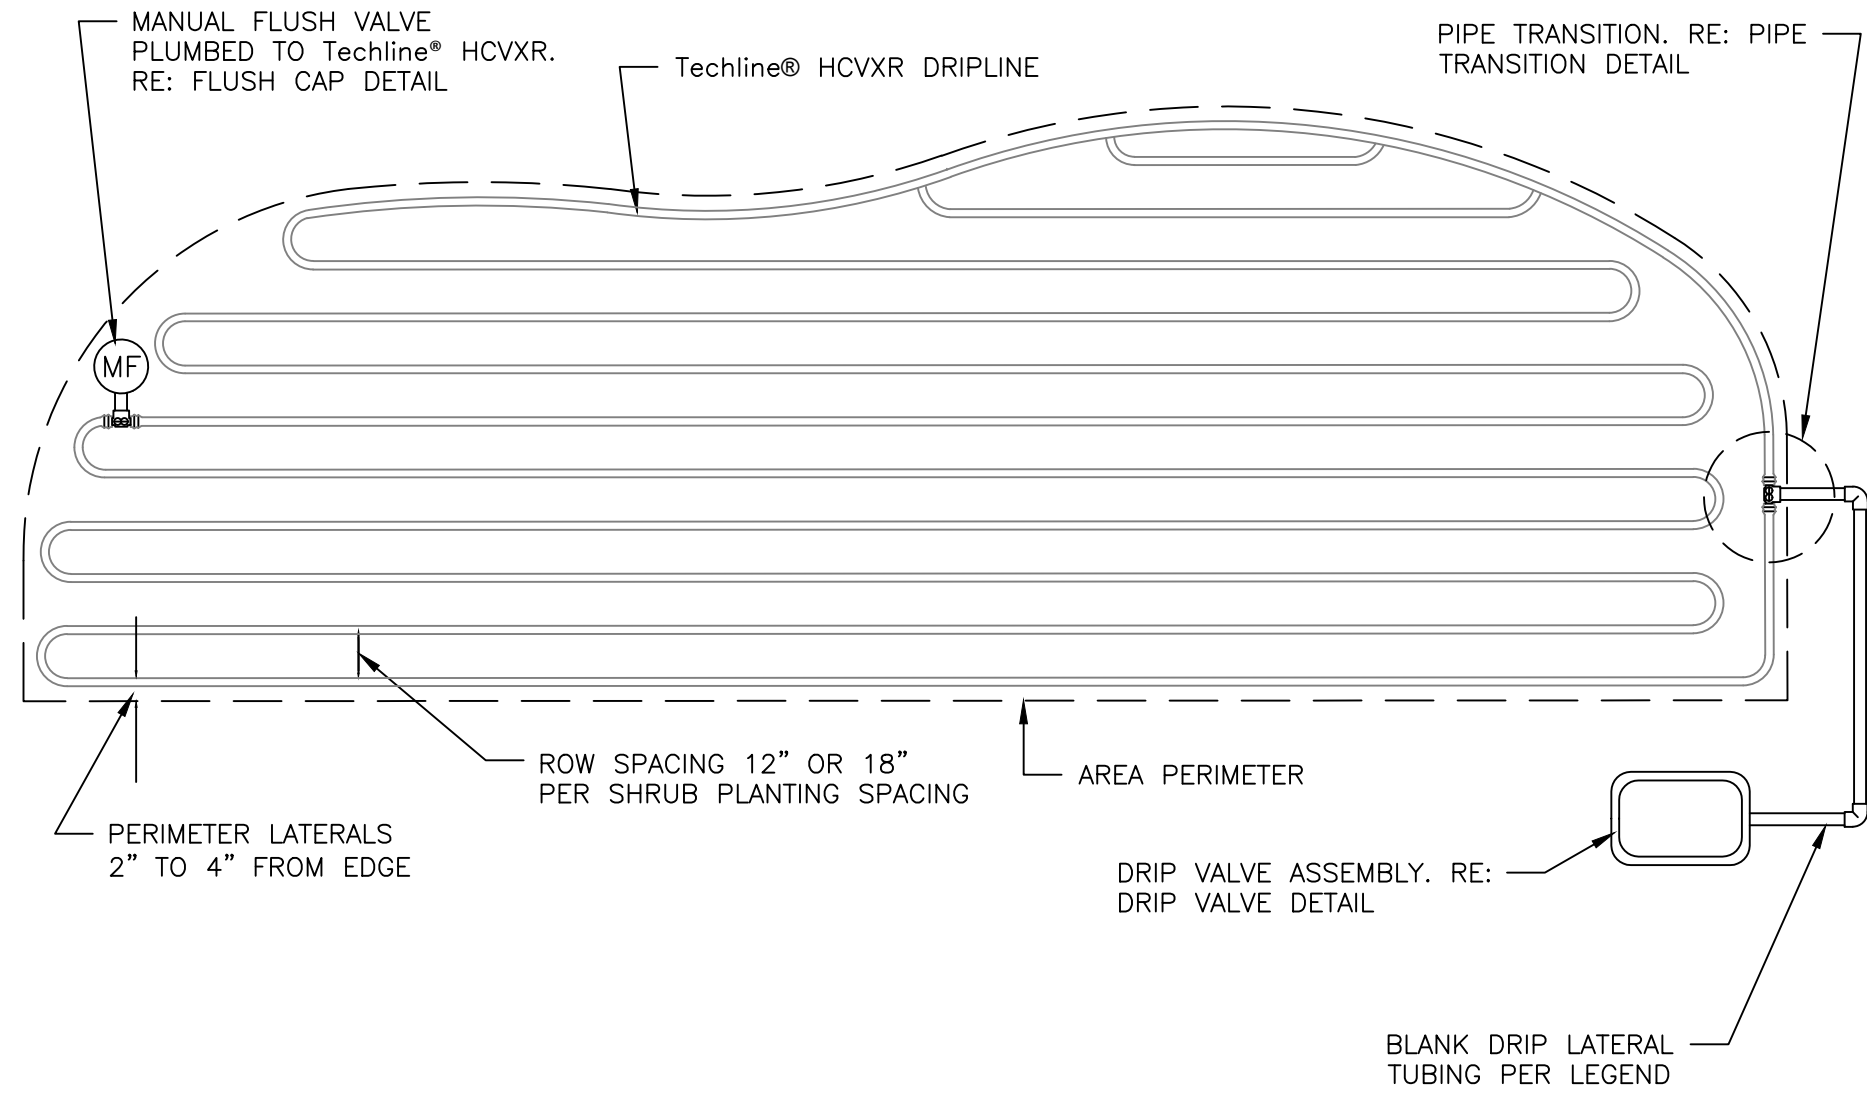 MANUAL FLUSH VALVE
PLUMBED TO Techline® HCVXR.
RE: FLUSH CAP DETAIL
Techline® HCVXR DRIPLINE
PIPE TRANSITION. RE: PIPE
TRANSITION DETAIL
MF
ROW SPACING 12" OR 18"
PER SHRUB PLANTING SPACING
AREA PERIMETER
PERIMETER LATERALS
2" TO 4" FROM EDGE
DRIP VALVE ASSEMBLY. RE:
DRIP VALVE DETAIL
BLANK DRIP LATERAL
TUBING PER LEGEND